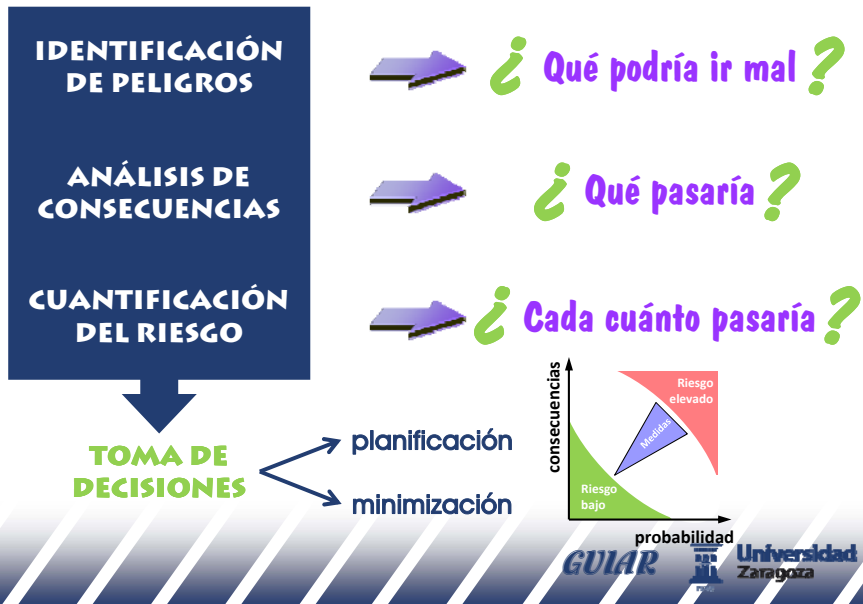 IDENTIFICACIÓN
DE PELIGROS
¿ Qué podría ir mal ?
ANÁLISIS DE
CONSECUENCIAS
¿ Qué pasaría ?
CUANTIFICACIÓN
DEL RIESGO
¿ Cada cuánto pasaría ?
TOMA DE
DECISIONES
planificación
minimización
consecuencias
Riesgo
elevado
Medidas
Riesgo
bajo
probabilidad
GUIAR
Universidad
Zaragoza